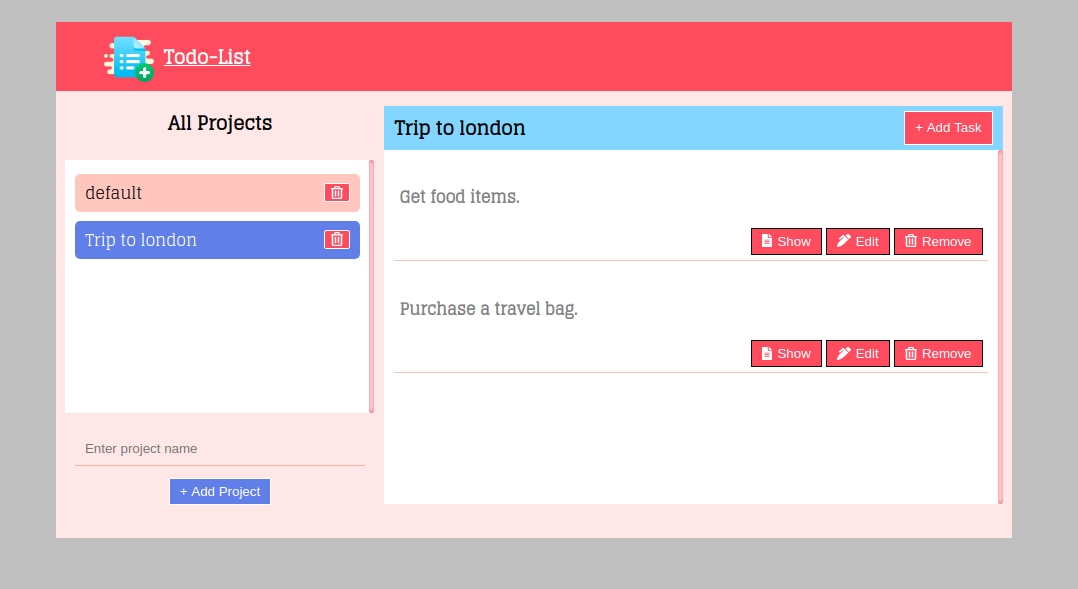 Todo-List
All Projects
default
Trip to london
Enter project name
+ Add Project
Trip to london
+ Add Task
Get food items.
Show Edit Remove
Purchase a travel bag.
Show Edit Remove